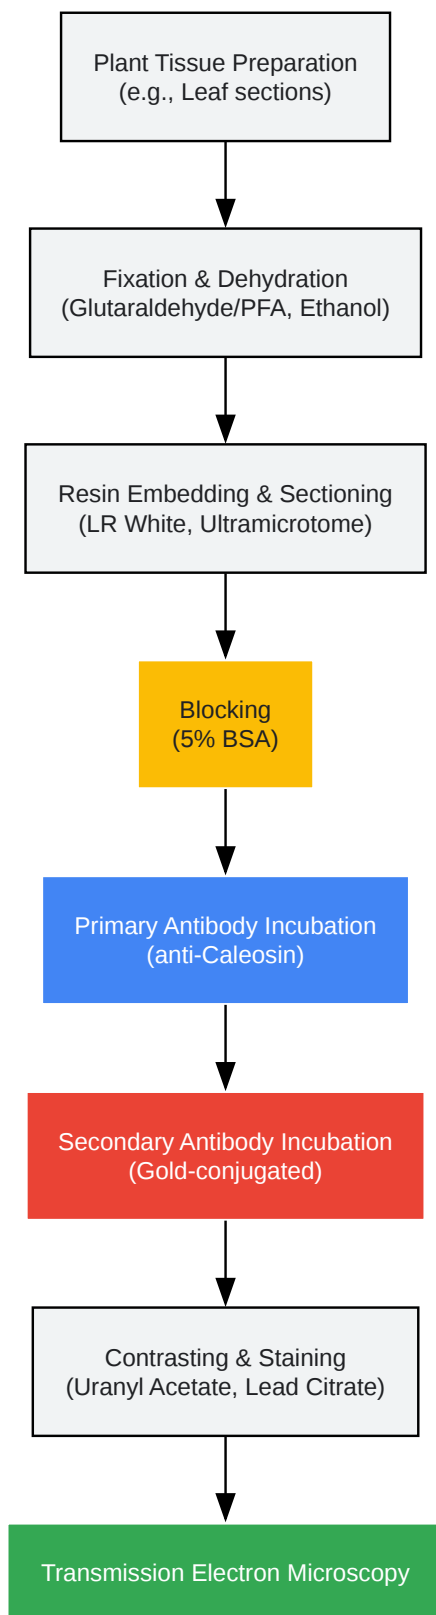 Plant Tissue Preparation
(e.g., Leaf sections)
Fixation & Dehydration
(Glutaraldehyde/PFA, Ethanol)
Resin Embedding & Sectioning
(LR White, Ultramicrotome)
Blocking
(5% BSA)
Primary Antibody Incubation
(anti-Caleosin)
Secondary Antibody Incubation
(Gold-conjugated)
Contrasting & Staining
(Uranyl Acetate, Lead Citrate)
Transmission Electron Microscopy